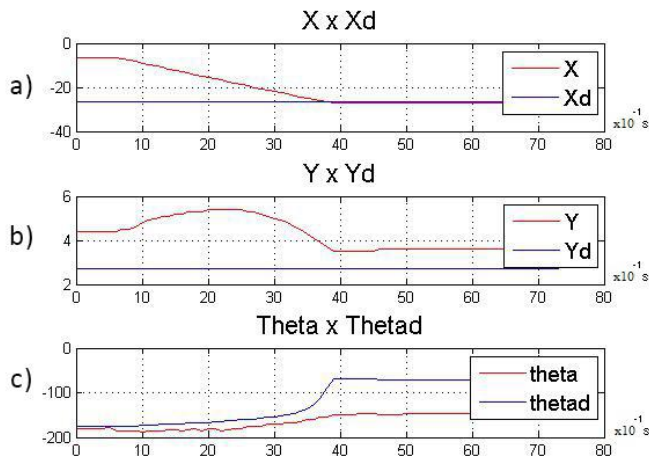 X x Xd
a)
0
-20
-40
X
Xd
x10⁻¹ s
0 10 20 30 40 50 60 70 80
Y x Yd
b)
6
4
2
Y
Yd
x10⁻¹ s
0 10 20 30 40 50 60 70 80
Theta x Thetad
c)
0
-100
-200
theta
thetad
x10⁻¹ s
0 10 20 30 40 50 60 70 80